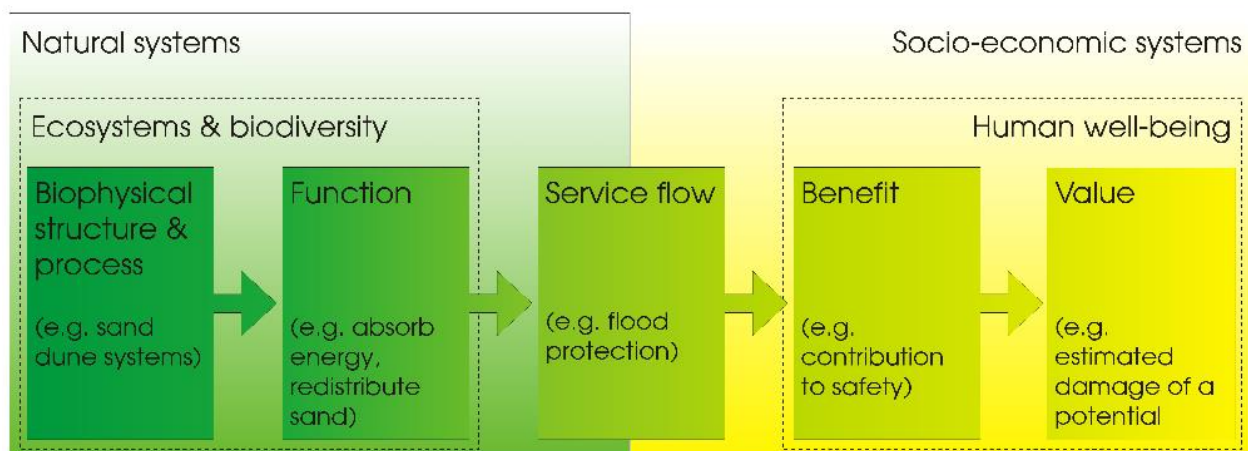 Natural systems
Socio-economic systems
Ecosystems & biodiversity
Human well-being
Biophysical
structure &
process
(e.g. sand
dune systems)
Function
(e.g. absorb
energy,
redistribute
sand)
Service flow
(e.g. flood
protection)
Benefit
(e.g.
contribution
to safety)
Value
(e.g.
estimated
damage of a
potential